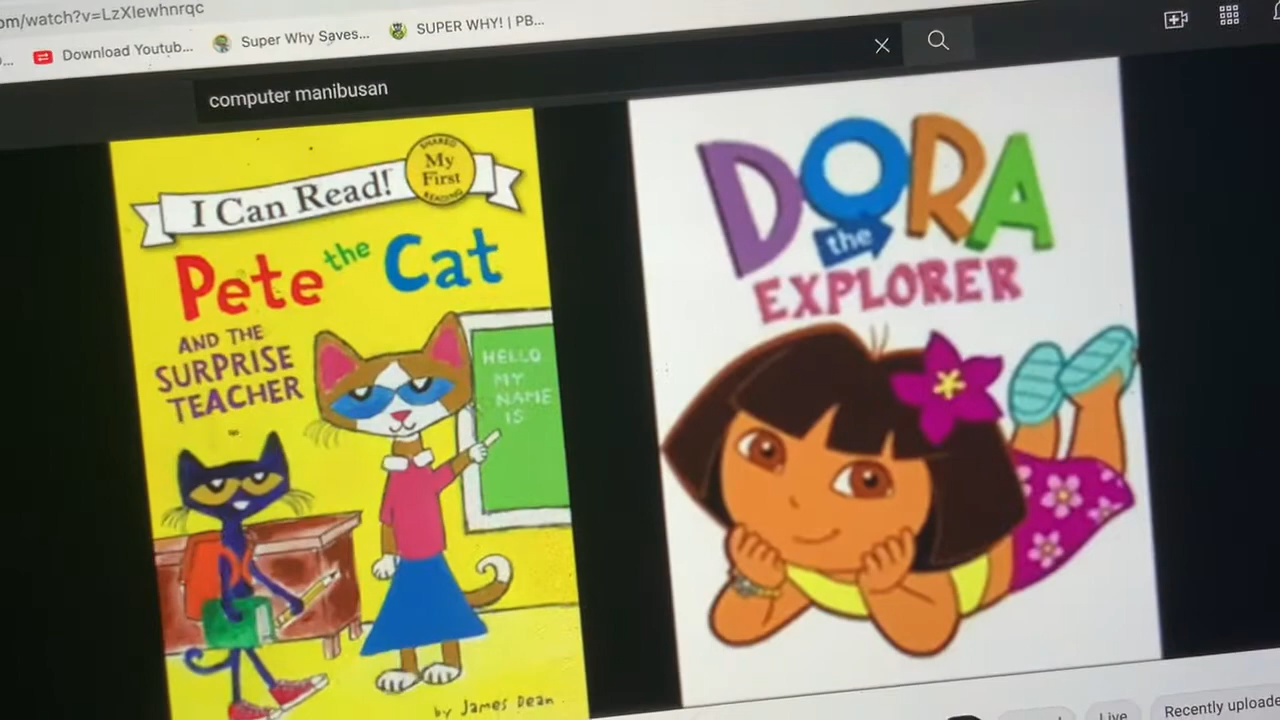 om/watch?v=LzXIewhnrqc
... Download Youtub... Super Why Saves... SUPER WHY! | PB...
computer manibusan
I Can Read!
SHARED
My
First
READING
Pete the Cat
AND THE
SURPRISE
TEACHER
HELLO
MY
NAME
IS
by James Dean
DORA
the
EXPLORER
Live
Recently uploade